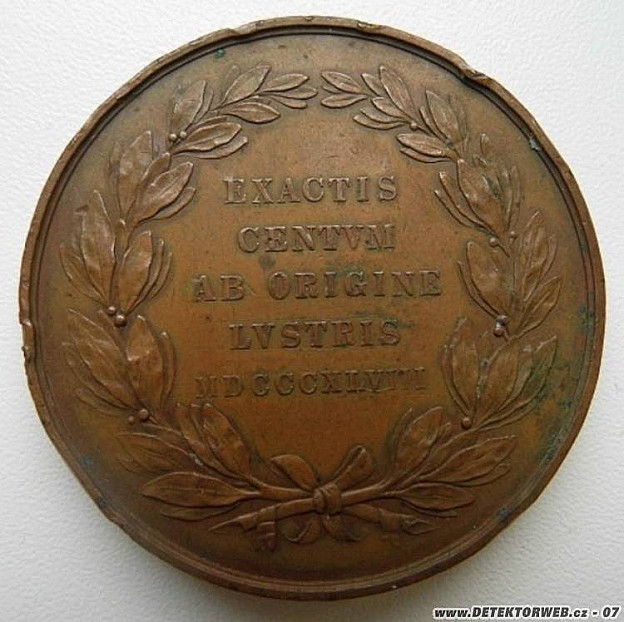 EXACTIS
CENTVM
AB ORIGINE
LVSTRIS
MDCCCXLVIII
www.DETEKTORWEB.cz - 07